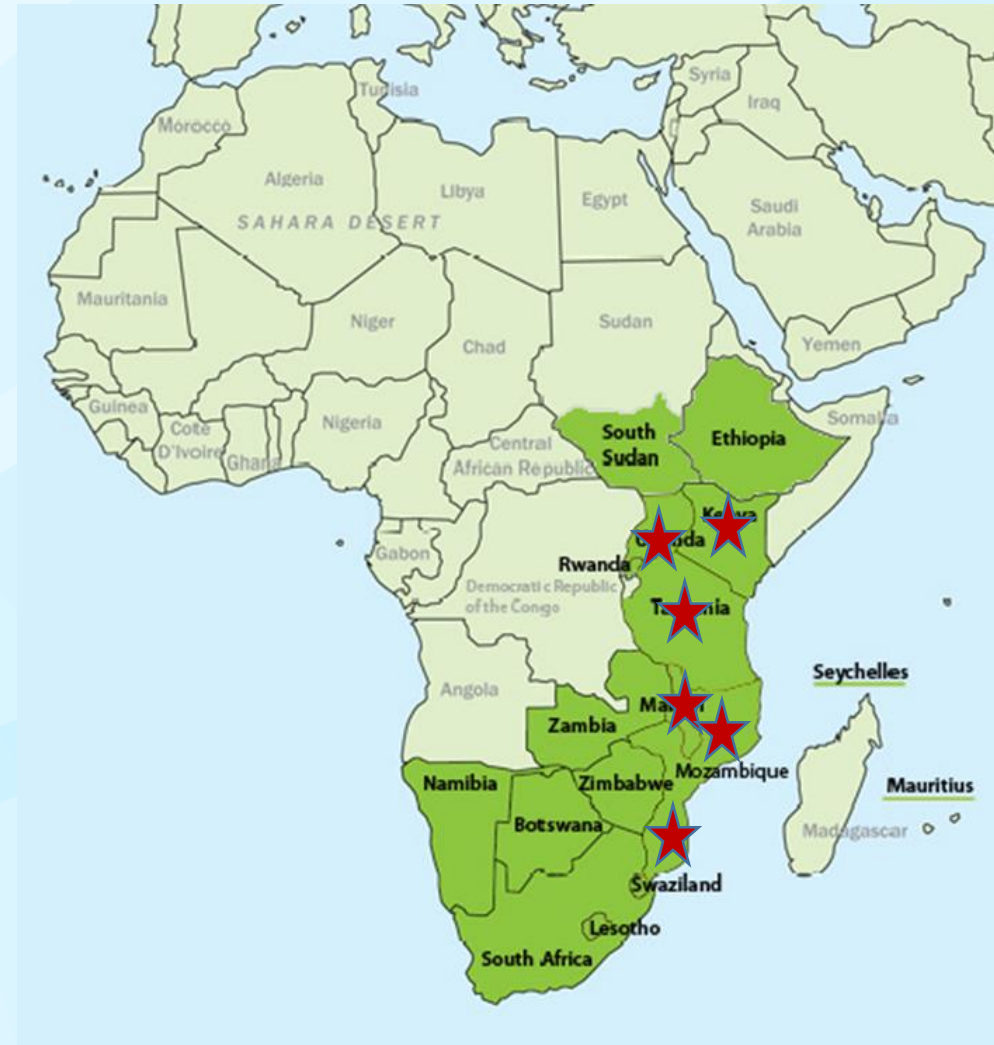 Syria
Tunisia
Iraq
Morocco
Algeria
Libya
Egypt
Saudi
Arabia
SAHARA DESERT
Mauritania
Niger
Sudan
Chad
Yemen
Guinea
Cote
D'Ivoire
Ghana
Nigeria
Central
African Republic
South
Sudan
Ethiopia
Somalia
Gabon
Rwanda
Democratic Republic
of the Congo
Seychelles
Angola
Zambia
Mozambique
Namibia
Zimbabwe
Mauritius
Botswana
Madagascar
Swaziland
Lesotho
South Africa